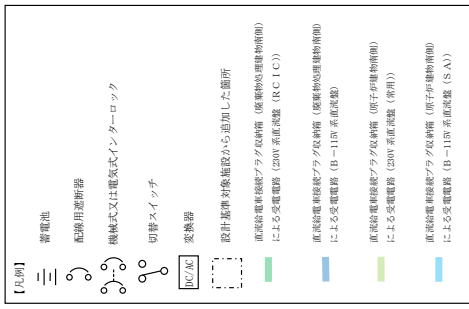 【凡例】
蓄電池
配線用遮断器
機械式又は電気式インターロック
切替スイッチ
DC/AC
変換器
設計基準対象施設から追加した箇所
直流給電車接続プラグ収納箱（廃棄物処理建物南側）
による受電電路（230V系直流盤（RCIC））
直流給電車接続プラグ収納箱（廃棄物処理建物南側）
による受電電路（B－115V系直流盤）
直流給電車接続プラグ収納箱（原子炉建物南側）
による受電電路（230V系直流盤（常用））
直流給電車接続プラグ収納箱（原子炉建物南側）
による受電電路（B－115V系直流盤（SA））